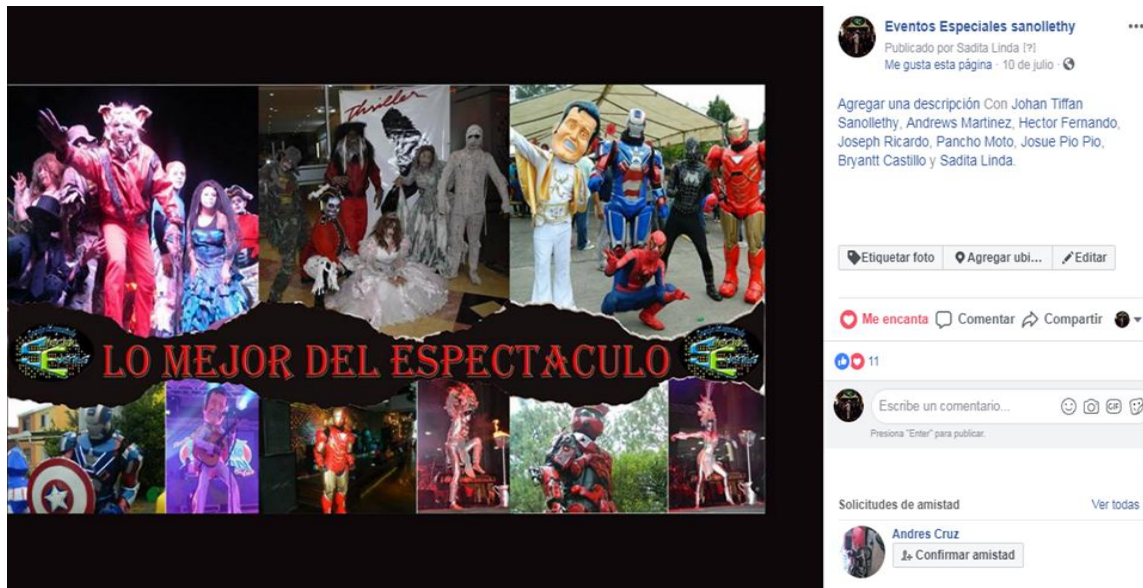 Thriller
LO MEJOR DEL ESPECTACULO
Eventos Especiales sanollethy
Publicado por Sadita Linda [?]
Me gusta esta página · 10 de julio ·
Agregar una descripción Con Johan Tiffan
Sanollethy, Andrews Martinez, Hector Fernando,
Joseph Ricardo, Pancho Moto, Josue Pio Pio,
Bryantt Castillo y Sadita Linda.
Etiquetar foto Agregar ubi... Editar
Me encanta Comentar Compartir
11
Escribe un comentario...
GIF
Presiona "Enter" para publicar.
Solicitudes de amistad Ver todas
Andres Cruz
Confirmar amistad